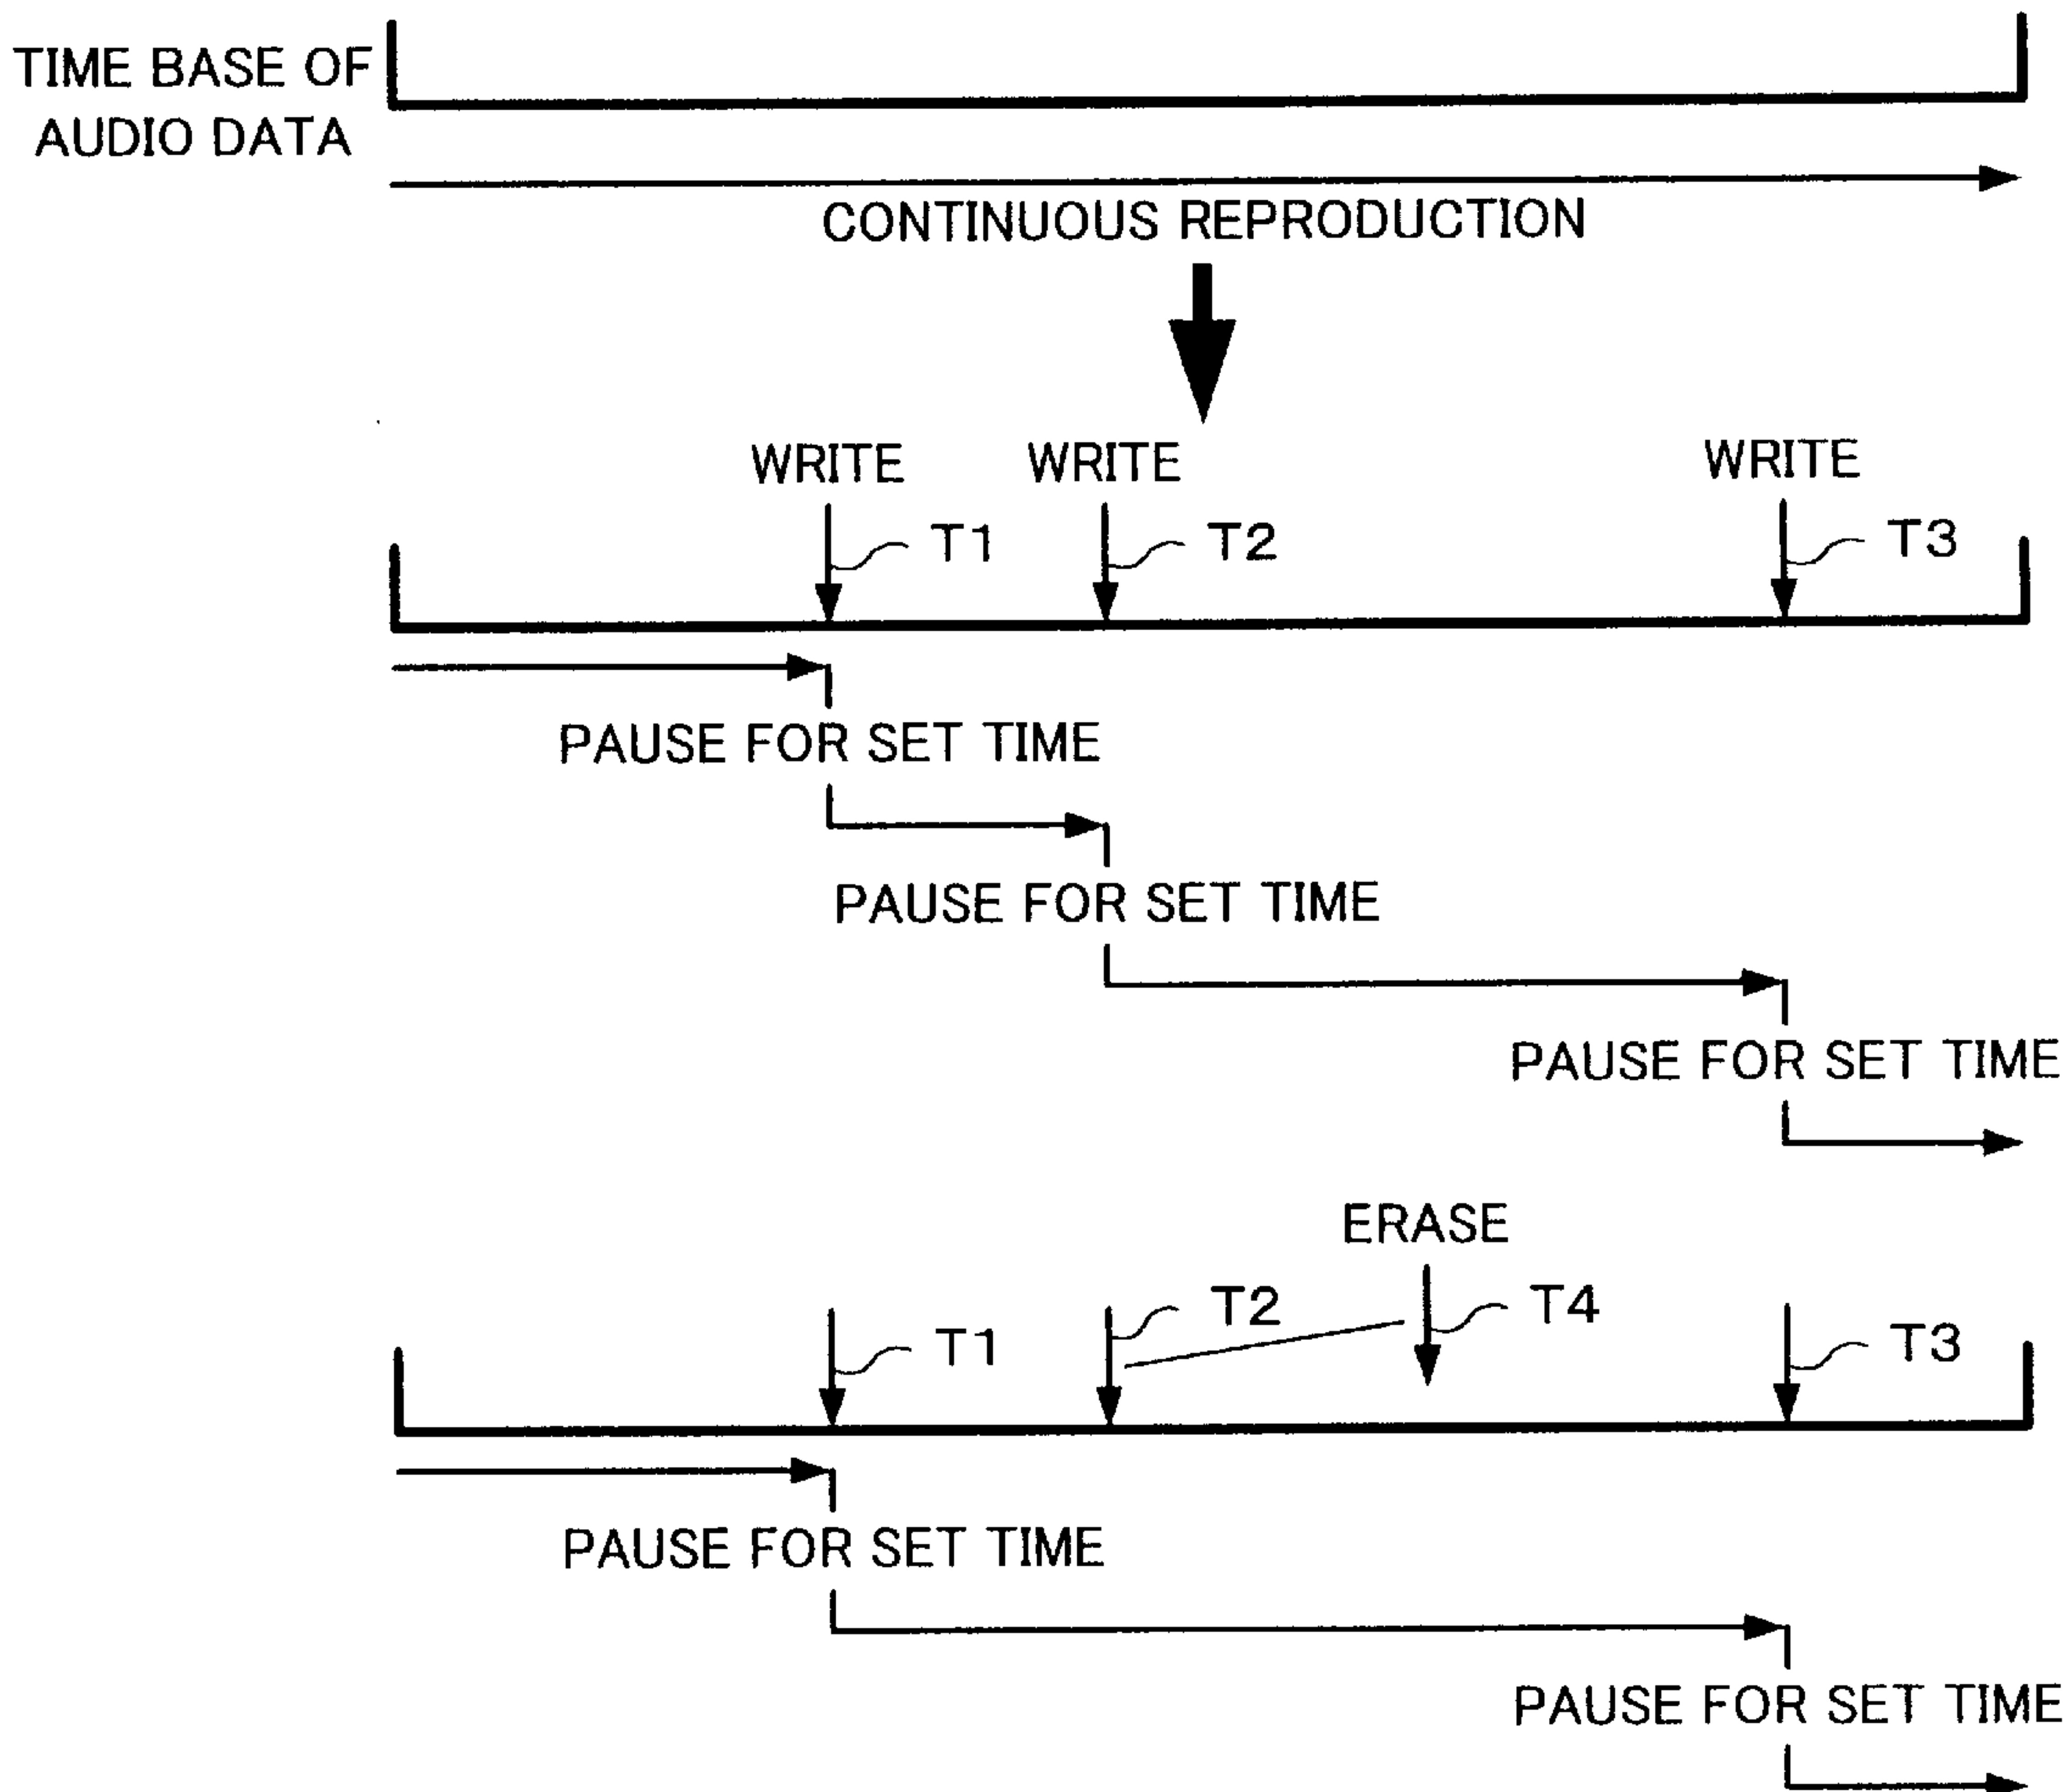 TIME BASE OF
AUDIO DATA
CONTINUOUS REPRODUCTION
WRITE
WRITE
WRITE
T1
T2
T3
PAUSE FOR SET TIME
PAUSE FOR SET TIME
PAUSE FOR SET TIME
ERASE
T1
T2
T4
T3
PAUSE FOR SET TIME
PAUSE FOR SET TIME